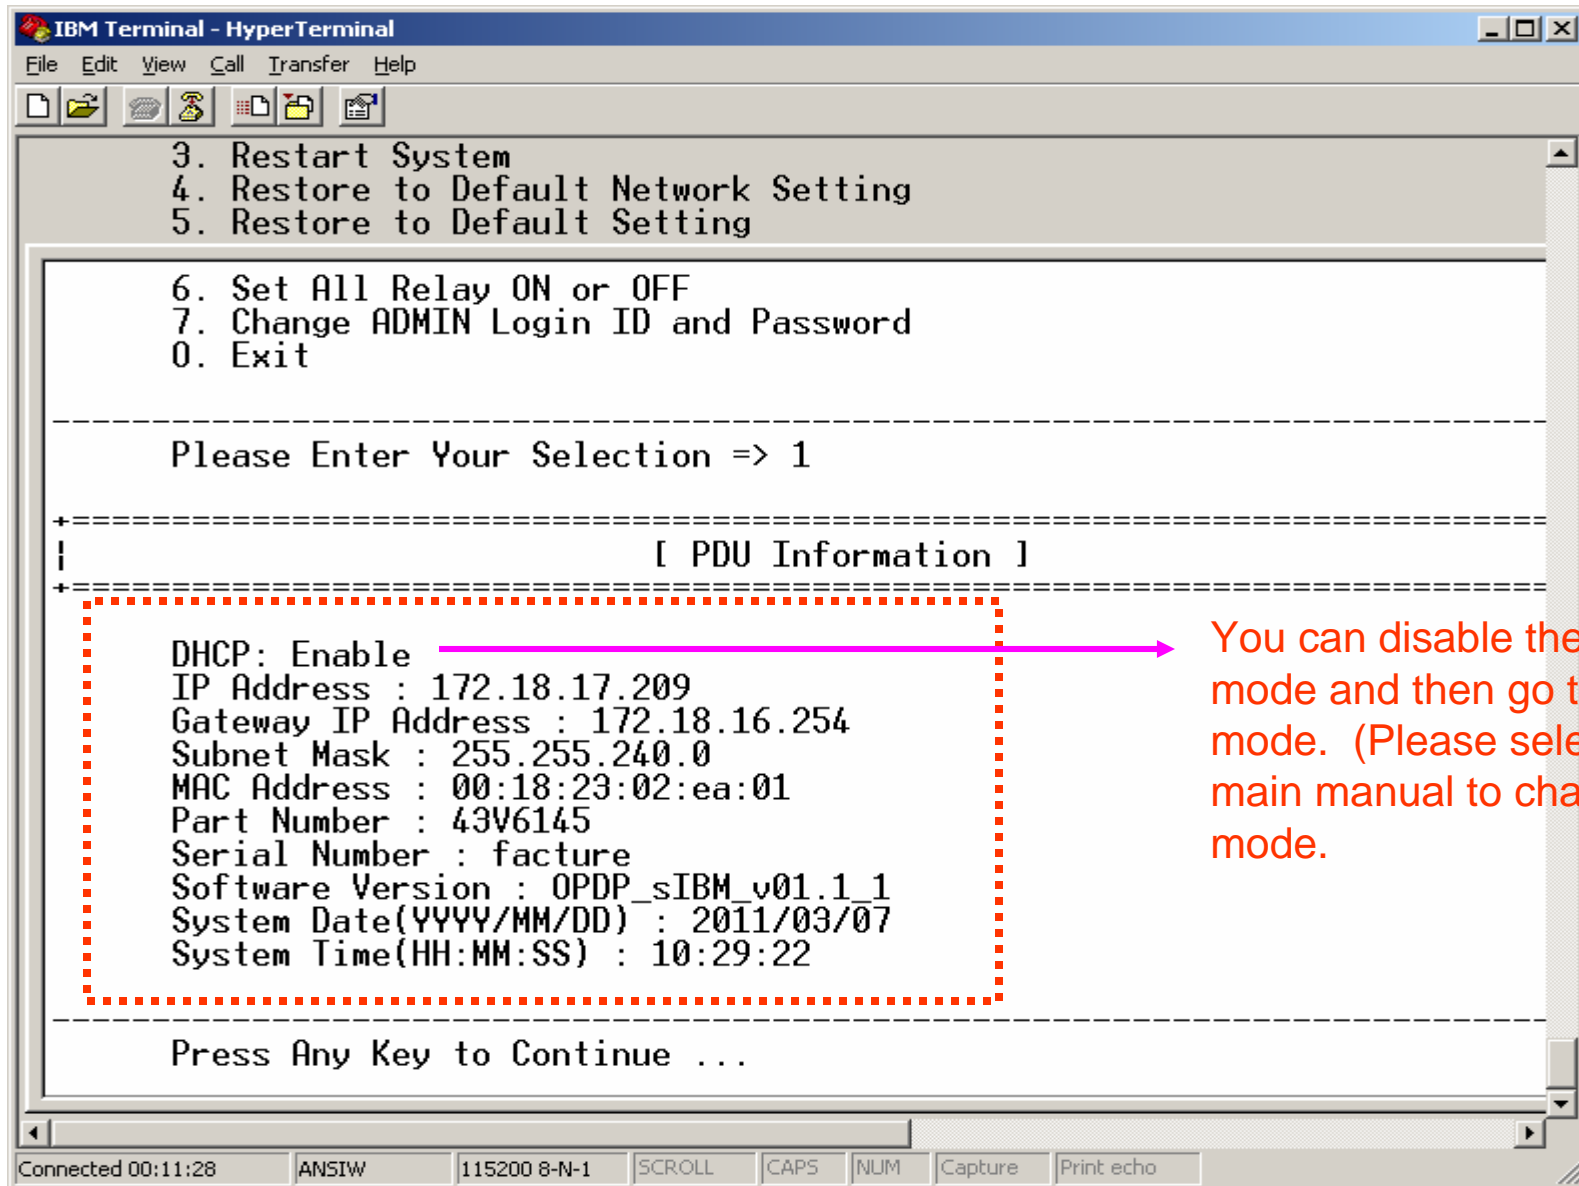 IBM Terminal - HyperTerminal
File Edit View Call Transfer Help
3. Restart System
4. Restore to Default Network Setting
5. Restore to Default Setting
6. Set All Relay ON or OFF
7. Change ADMIN Login ID and Password
0. Exit
--------------------------------------------------------------------------
Please Enter Your Selection => 1
+==========================================================================
¦ [ PDU Information ]
+==========================================================================
DHCP: Enable
IP Address : 172.18.17.209
Gateway IP Address : 172.18.16.254
Subnet Mask : 255.255.240.0
MAC Address : 00:18:23:02:ea:01
Part Number : 43V6145
Serial Number : facture
Software Version : OPDP_sIBM_v01.1_1
System Date(YYYY/MM/DD) : 2011/03/07
System Time(HH:MM:SS) : 10:29:22
You can disable the
mode and then go
mode. (Please
main manual to
mode.
--------------------------------------------------------------------------
Press Any Key to Continue ...
Connected 00:11:28 ANSIW 115200 8-N-1 SCROLL CAPS NUM Capture Print echo